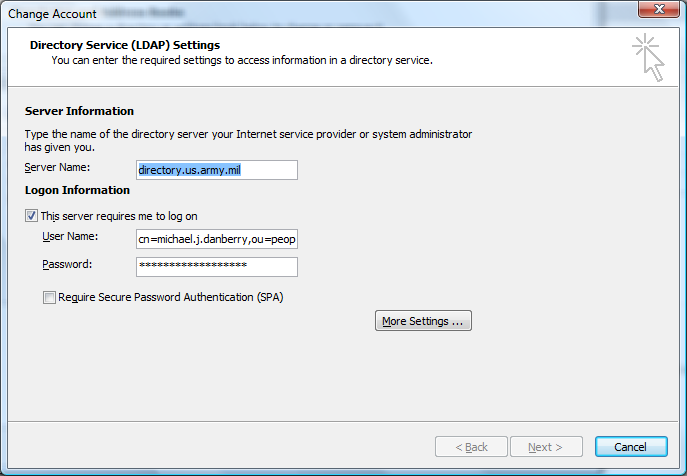 Change Account
Directory Service (LDAP) Settings
You can enter the required settings to access information in a directory service.
Server Information
Type the name of the directory server your Internet service provider or system administrator
has given you.
Server Name: directory.us.army.mil
Logon Information
This server requires me to log on
User Name: cn=michael.j.danberry,ou=peop
Password: ******************
Require Secure Password Authentication (SPA)
More Settings ...
< Back Next > Cancel